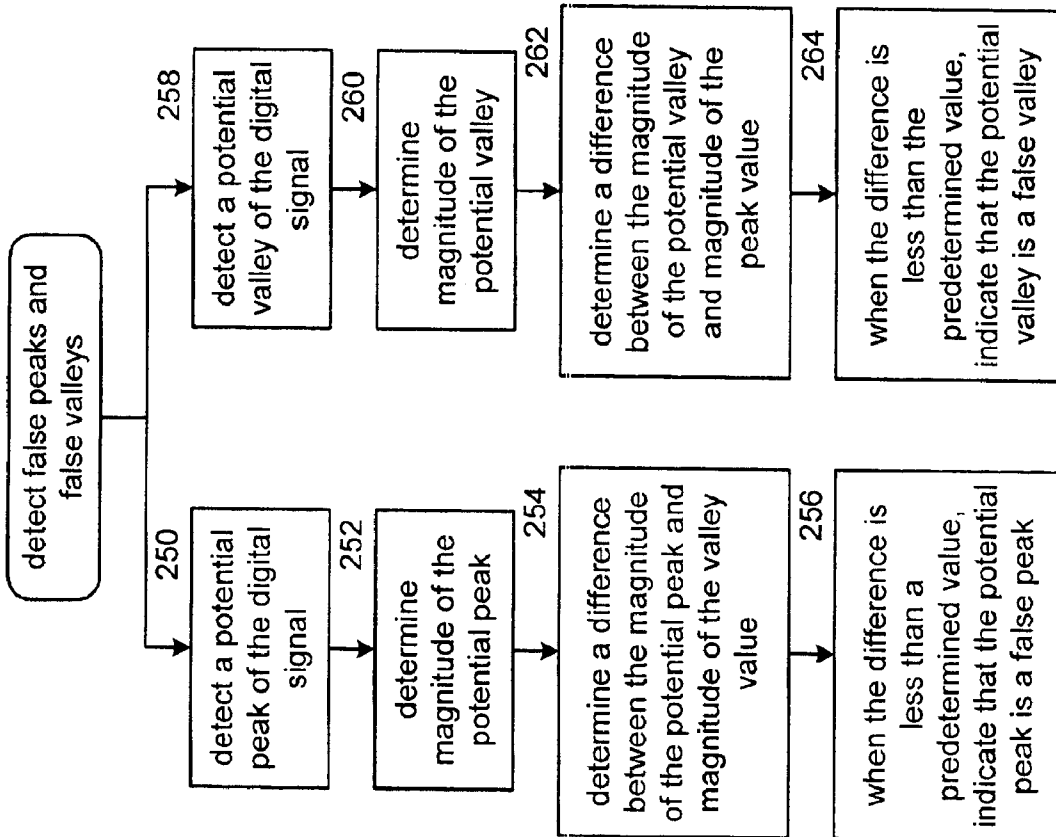 detect false peaks and
false valleys
250
detect a potential
peak of the digital
signal
252
determine
magnitude of the
potential peak
254
determine a difference
between the magnitude
of the potential peak and
magnitude of the valley
value
256
when the difference is
less than a
predetermined value,
indicate that the potential
peak is a false peak
258
detect a potential
valley of the digital
signal
260
determine
magnitude of the
potential valley
262
determine a difference
between the magnitude
of the potential valley
and magnitude of the
peak value
264
when the difference is
less than the
predetermined value,
indicate that the potential
valley is a false valley